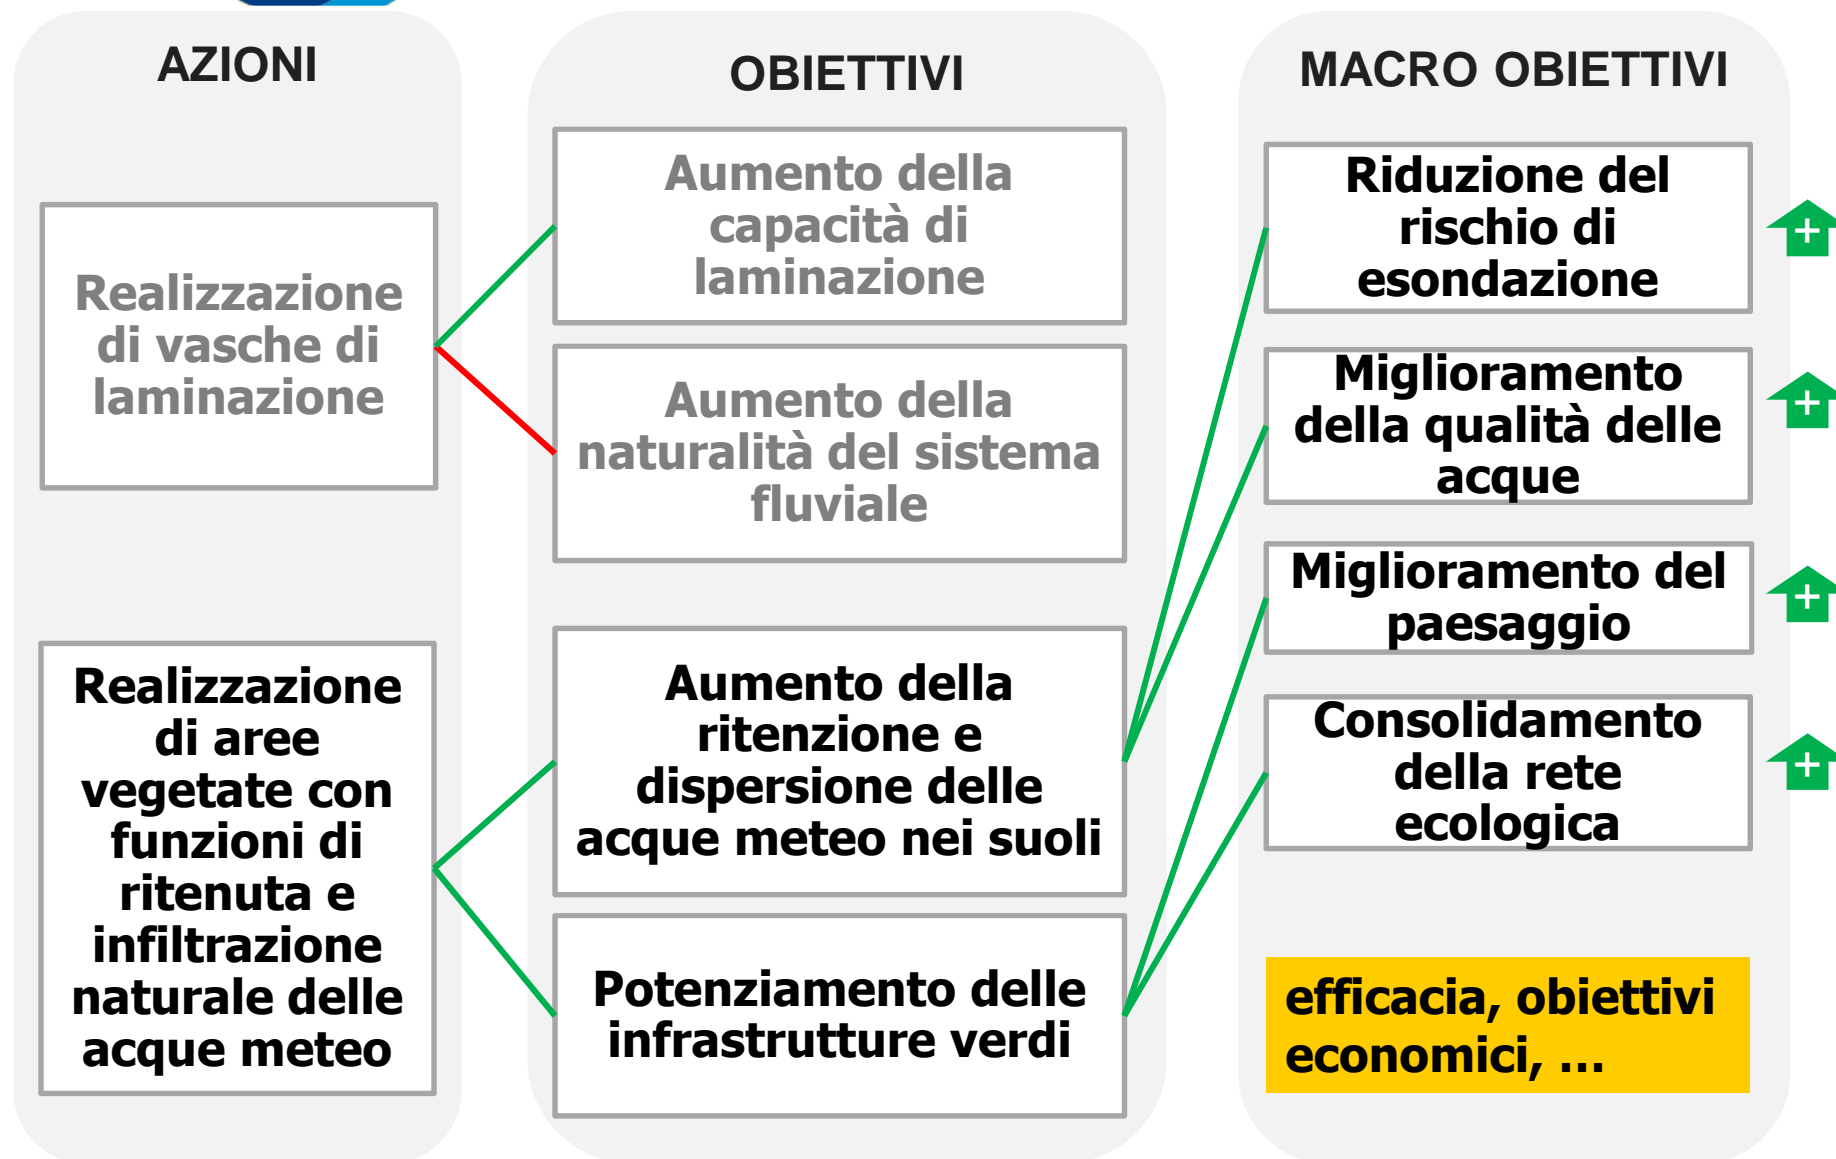 AZIONI
Realizzazione
di vasche di
laminazione
Realizzazione
di aree
vegetate con
funzioni di
ritenuta e
infiltrazione
naturale delle
acque meteo
OBIETTIVI
Aumento della
capacità di
laminazione
Aumento della
naturalità del sistema
fluviale
Aumento della
ritenzione e
dispersione delle
acque meteo nei suoli
Potenziamento delle
infrastrutture verdi
MACRO OBIETTIVI
Riduzione del
rischio di
esondazione
+
Miglioramento
della qualità delle
acque
+
Miglioramento del
paesaggio
+
Consolidamento
della rete
ecologica
+
efficacia, obiettivi
economici, ...